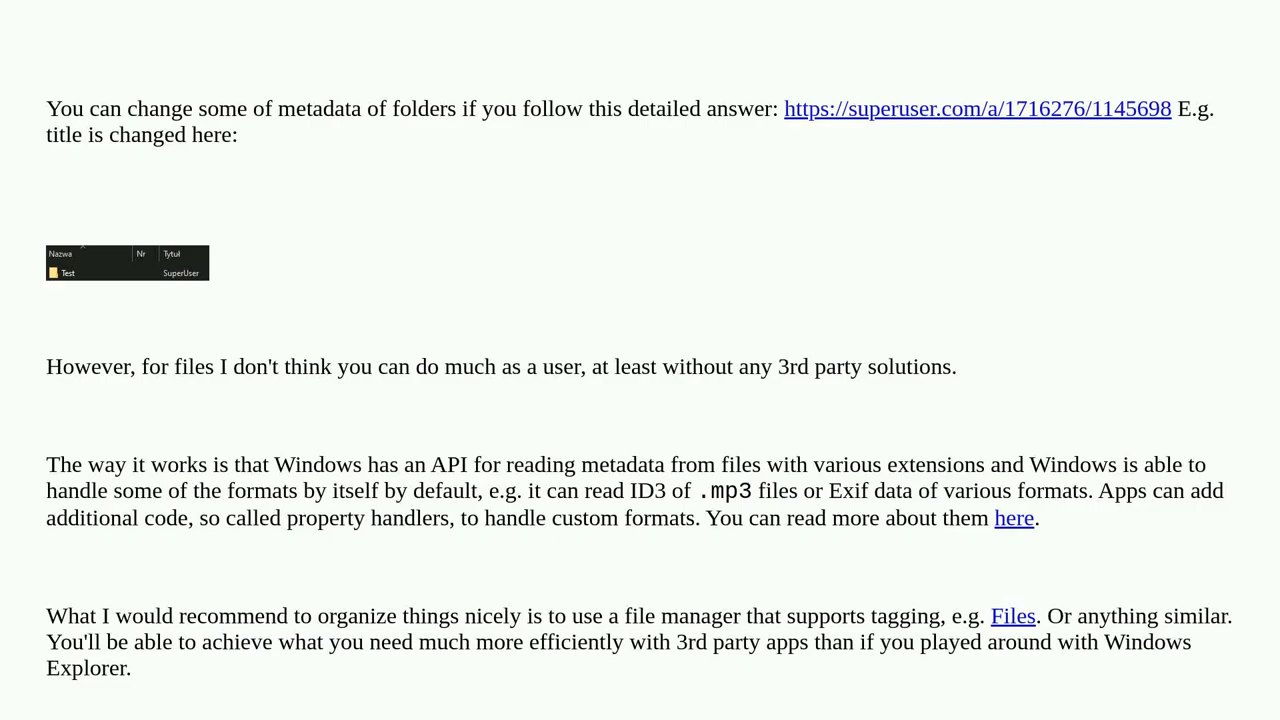 You can change some of metadata of folders if you follow this detailed answer: https://superuser.com/a/1716276/1145698 E.g.
title is changed here:
Nazwa Nr Tytuł
Test SuperUser
However, for files I don't think you can do much as a user, at least without any 3rd party solutions.
The way it works is that Windows has an API for reading metadata from files with various extensions and Windows is able to
handle some of the formats by itself by default, e.g. it can read ID3 of .mp3 files or Exif data of various formats. Apps can add
additional code, so called property handlers, to handle custom formats. You can read more about them here.
What I would recommend to organize things nicely is to use a file manager that supports tagging, e.g. Files. Or anything similar.
You'll be able to achieve what you need much more efficiently with 3rd party apps than if you played around with Windows
Explorer.